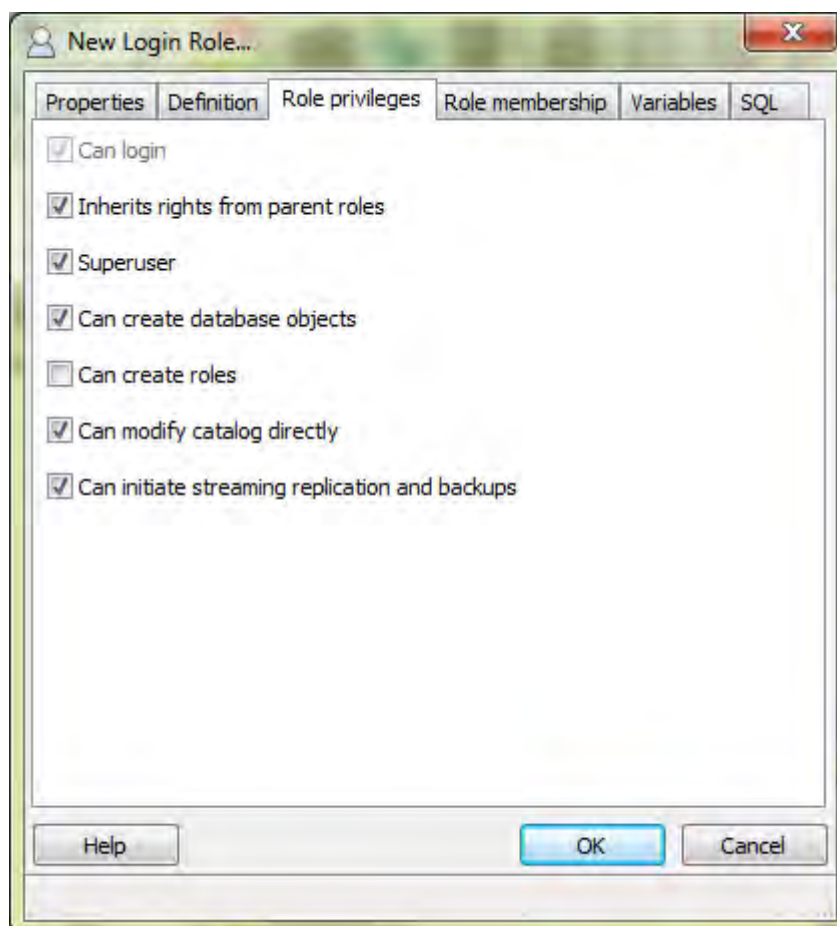 New Login Role...
Properties Definition Role privileges Role membership Variables SQL
Can login
Inherits rights from parent roles
Superuser
Can create database objects
Can create roles
Can modify catalog directly
Can initiate streaming replication and backups
Help OK Cancel